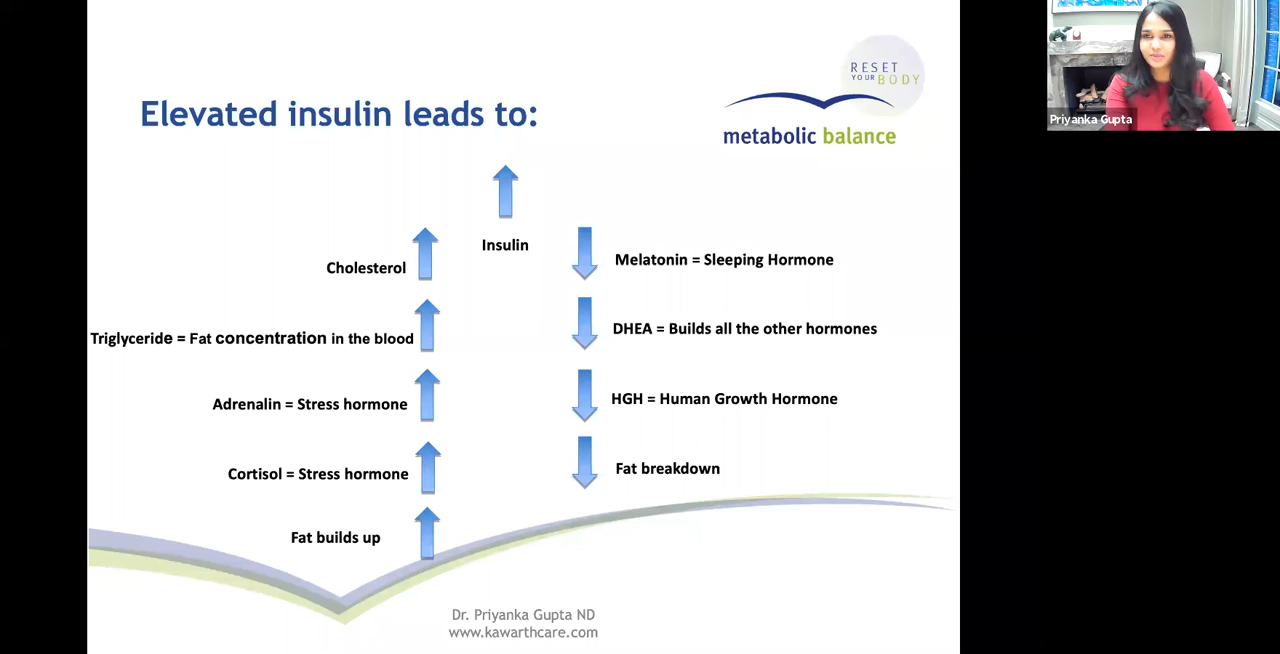 RESET
YOUR BODY
metabolic balance
Elevated insulin leads to:
Insulin
Cholesterol
Triglyceride = Fat concentration in the blood
Adrenalin = Stress hormone
Cortisol = Stress hormone
Fat builds up
Melatonin = Sleeping Hormone
DHEA = Builds all the other hormones
HGH = Human Growth Hormone
Fat breakdown
Dr. Priyanka Gupta ND
www.kawarthcare.com
Priyanka Gupta